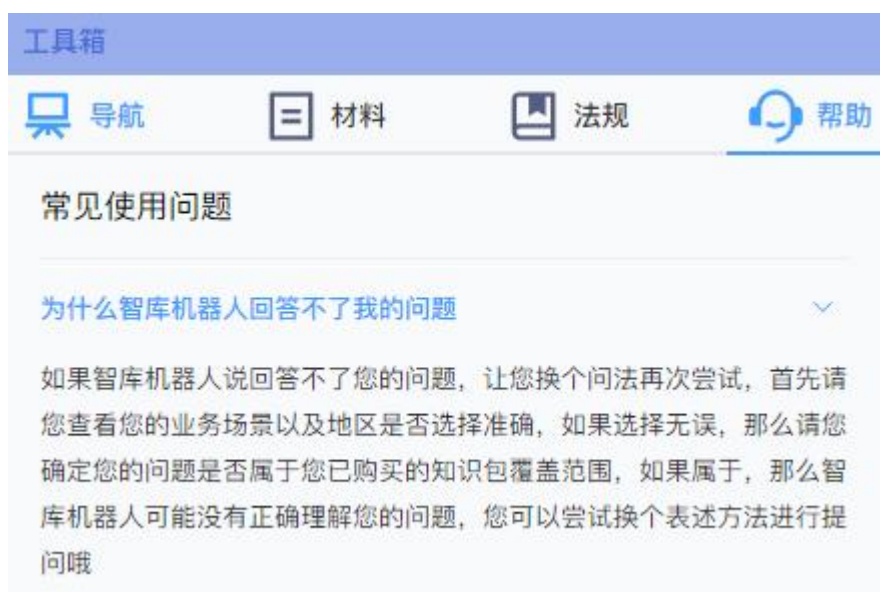 工具箱
导航 材料 法规 帮助
常见使用问题
为什么智库机器人回答不了我的问题
如果智库机器人说回答不了您的问题，让您换个问法再次尝试，首先请
您查看您的业务场景以及地区是否选择准确，如果选择无误，那么请您
确定您的问题是否属于您已购买的知识包覆盖范围，如果属于，那么智
库机器人可能没有正确理解您的问题，您可以尝试换个表述方法进行提
问哦